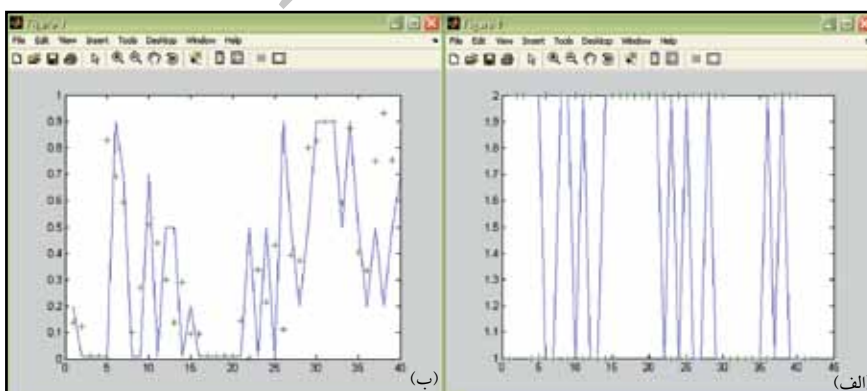 Figure 1
File Edit View Insert Tools Desktop Window Help
1
0.9
0.8
0.7
0.6
0.5
0.4
0.3
0.2
0.1
0
0 5 10 15 20 25 30 35 40
(ب)
Figure 1
File Edit View Insert Tools Desktop Window Help
2
1.9
1.8
1.7
1.6
1.5
1.4
1.3
1.2
1.1
1
0 5 10 15 20 25 30 35 40 45
الف)